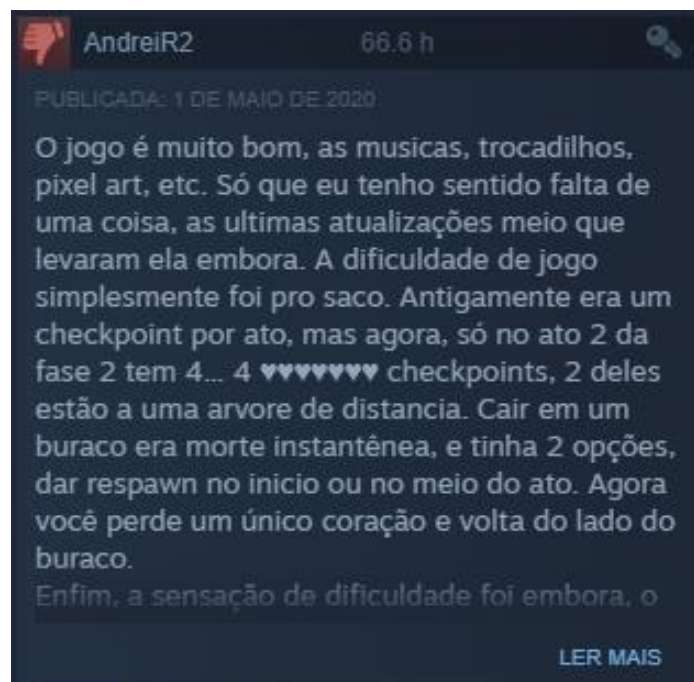 AndreiR2 66.6 h
PUBLICADA: 1 DE MAIO DE 2020
O jogo é muito bom, as musicas, trocadilhos,
pixel art, etc. Só que eu tenho sentido falta de
uma coisa, as ultimas atualizações meio que
levaram ela embora. A dificuldade de jogo
simplesmente foi pro saco. Antigamente era um
checkpoint por ato, mas agora, só no ato 2 da
fase 2 tem 4... 4 ♥♥♥♥♥♥♥ checkpoints, 2 deles
estão a uma arvore de distancia. Cair em um
buraco era morte instantênea, e tinha 2 opções,
dar respawn no inicio ou no meio do ato. Agora
você perde um único coração e volta do lado do
buraco.
Enfim, a sensação de dificuldade foi embora, o
LER MAIS